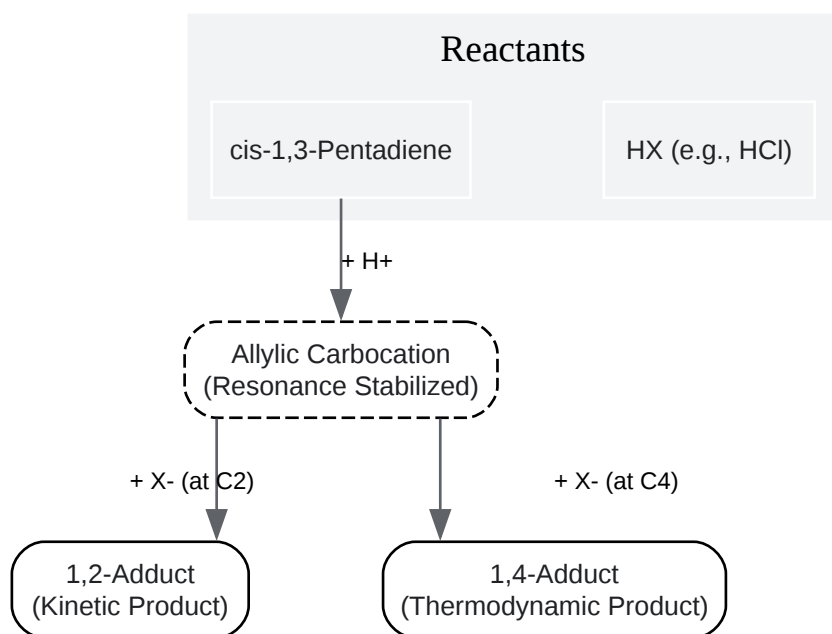 Reactants
cis-1,3-Pentadiene
HX (e.g., HCl)
+ H+
Allylic Carbocation
(Resonance Stabilized)
+ X- (at C2)
+ X- (at C4)
1,2-Adduct
(Kinetic Product)
1,4-Adduct
(Thermodynamic Product)